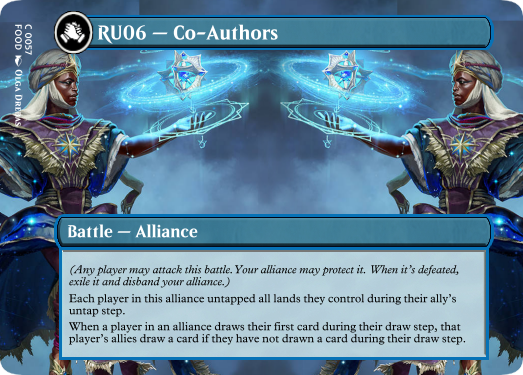 RU06 — Co-Authors
C 0057
FOOD Olga Drebas
Battle — Alliance
(Any player may attack this battle. Your alliance may protect it. When it's defeated,
exile it and disband your alliance.)
Each player in this alliance untapped all lands they control during their ally's
untap step.
When a player in an alliance draws their first card during their draw step, that
player's allies draw a card if they have not drawn a card during their draw step.